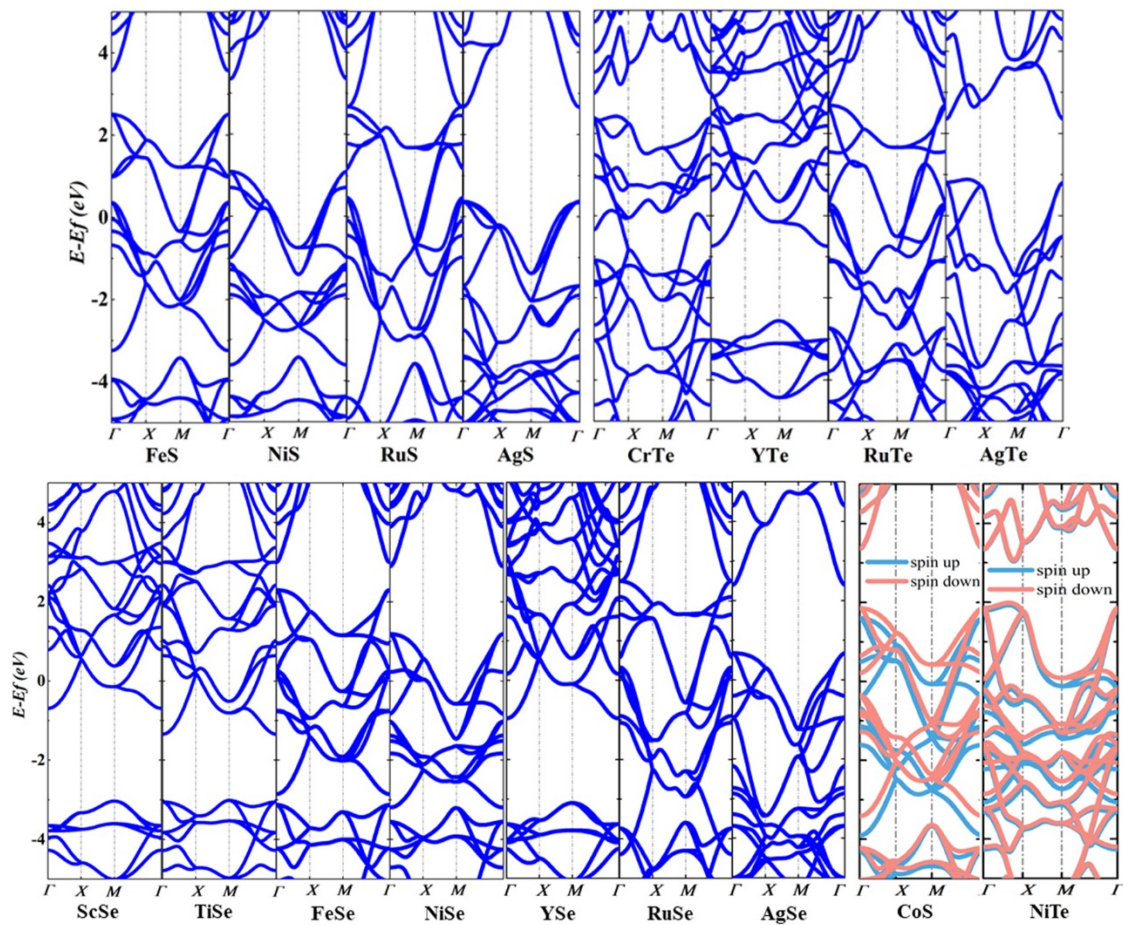 E-Ef (eV)
4
2
0
-2
-4
Γ X M Γ X M Γ X M Γ X M Γ
FeS NiS RuS AgS
Γ X M Γ X M Γ X M Γ X M Γ
CrTe YTe RuTe AgTe
E-Ef (eV)
4
2
0
-2
-4
Γ X M Γ X M Γ X M Γ X M Γ X M Γ X M Γ X M Γ
ScSe TiSe FeSe NiSe YSe RuSe AgSe
spin up
spin down
spin up
spin down
Γ X M Γ X M Γ
CoS NiTe